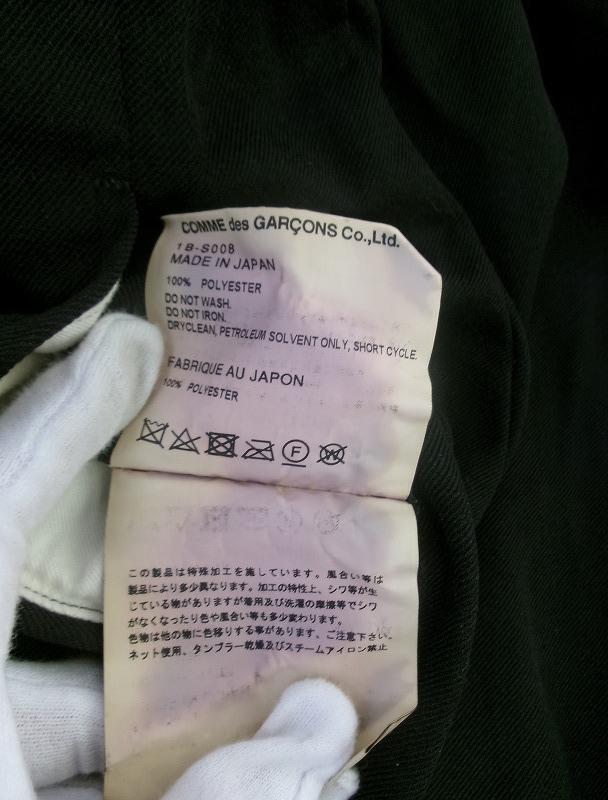 COMME des GARÇONS Co.,Ltd.
1B-S008
MADE IN JAPAN
100% POLYESTER
DO NOT WASH.
DO NOT IRON.
DRYCLEAN, PETROLEUM SOLVENT ONLY, SHORT CYCLE.
FABRIQUE AU JAPON
100% POLYESTER
F W
この製品は特殊加工を施しています。風合い等は
製品により多少異なります。加工の特性上、シワ等が生
じている物がありますが着用及び洗濯の摩擦等でシワ
がなくなったり色や風合い等も多少変わります。
色物は他の物に色移りする事があります、ご注意下さい。
ネット使用、タンブラー乾燥及びスチームアイロン禁止